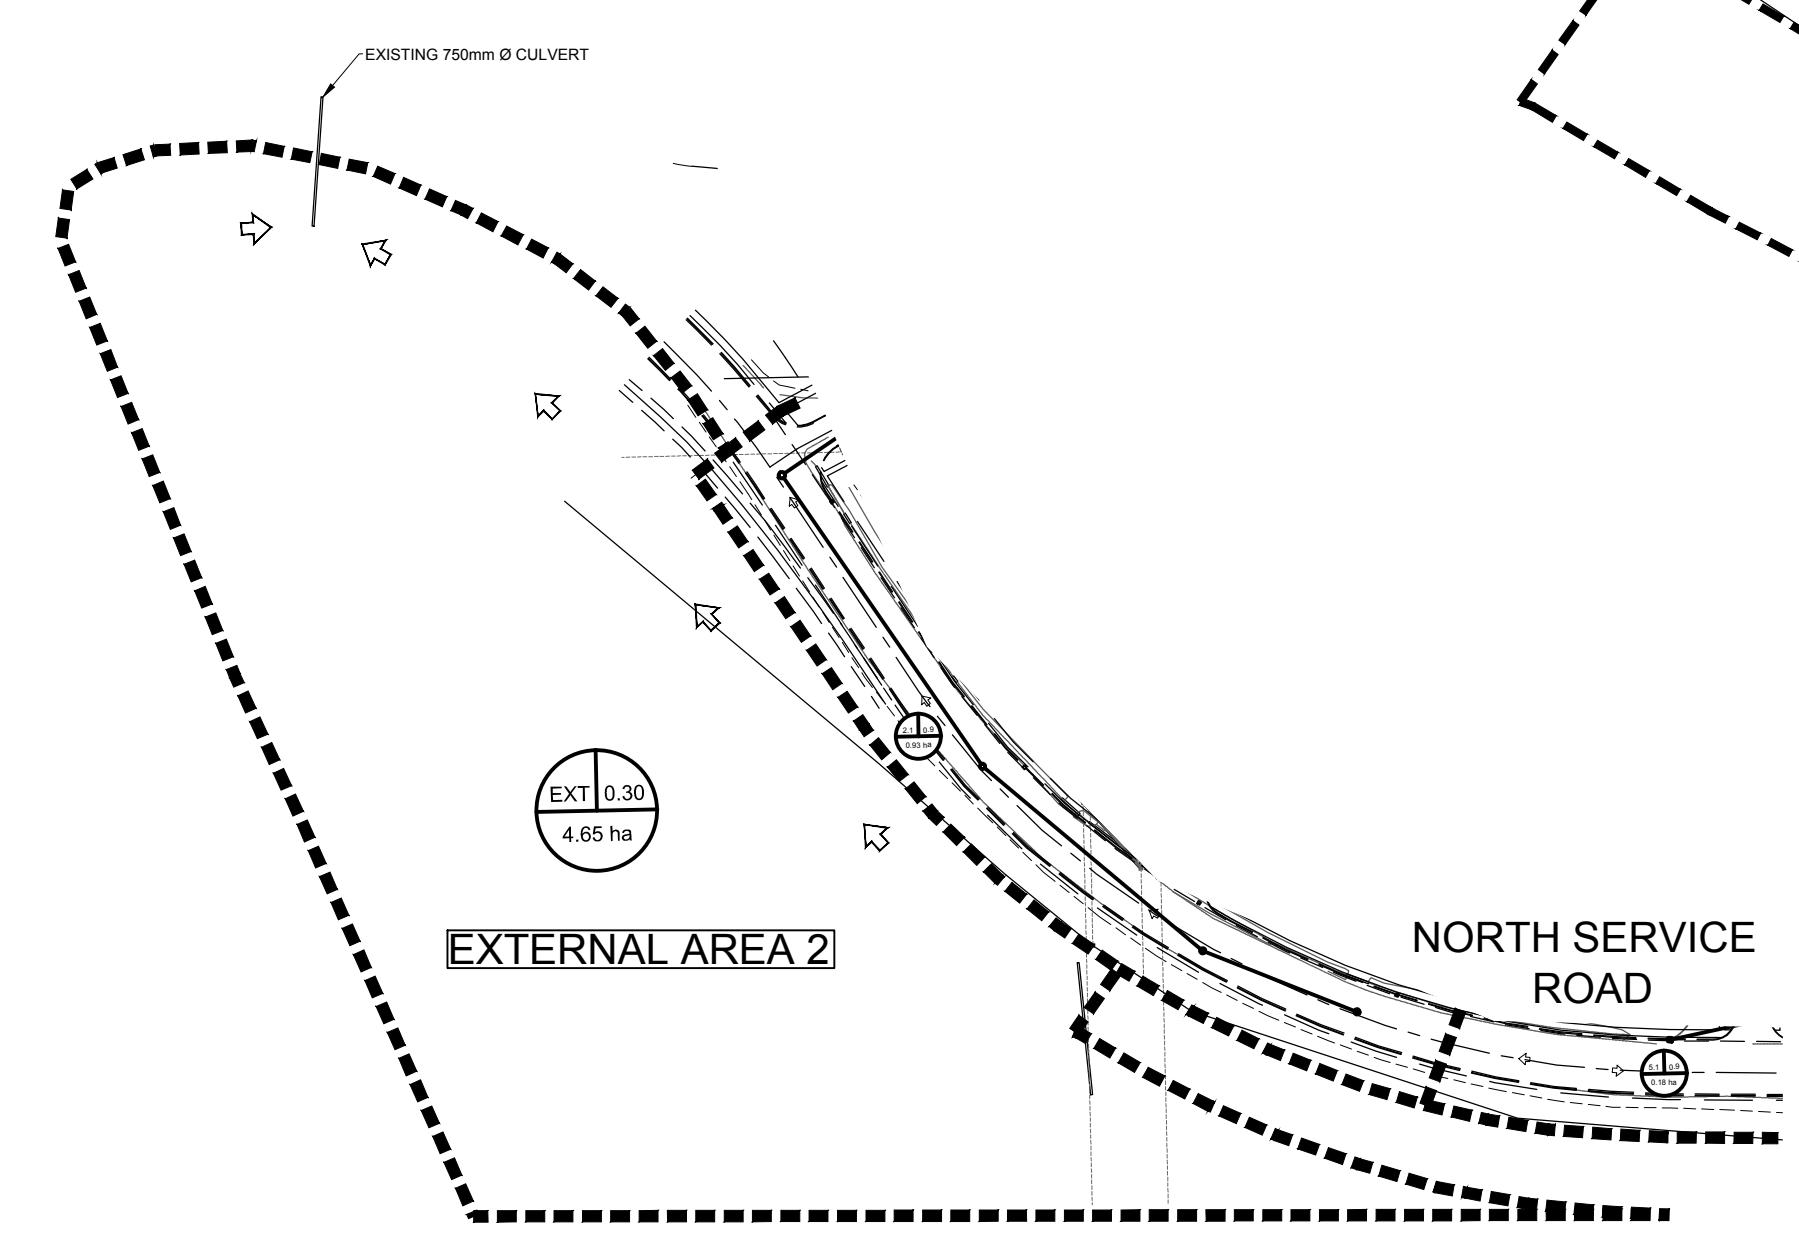 EXISTING 750mm Ø CULVERT
2.1 0.9
0.93 ha
EXT 0.30
4.65 ha
EXTERNAL AREA 2
NORTH SERVICE
ROAD
5.1 0.9
0.18 ha